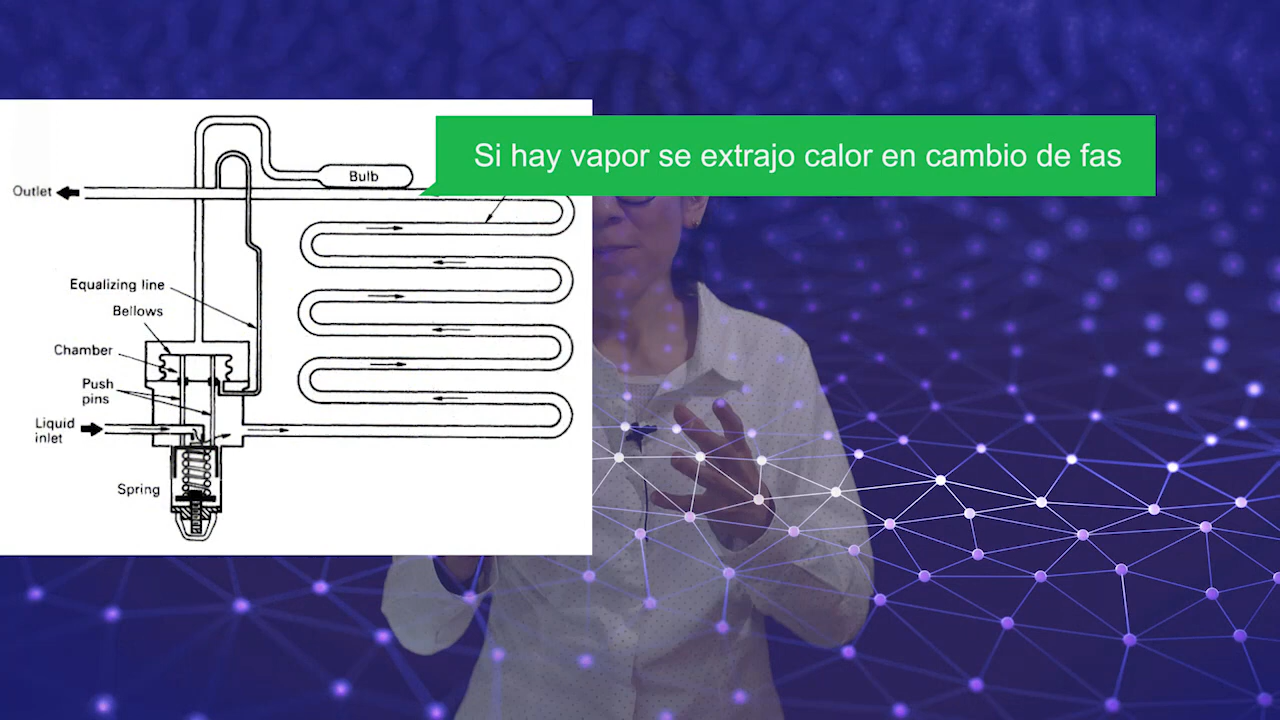 Si hay vapor se extrajo calor en cambio de fas
Bulb
Outlet
Equalizing line
Bellows
Chamber
Push
pins
Liquid
inlet
Spring